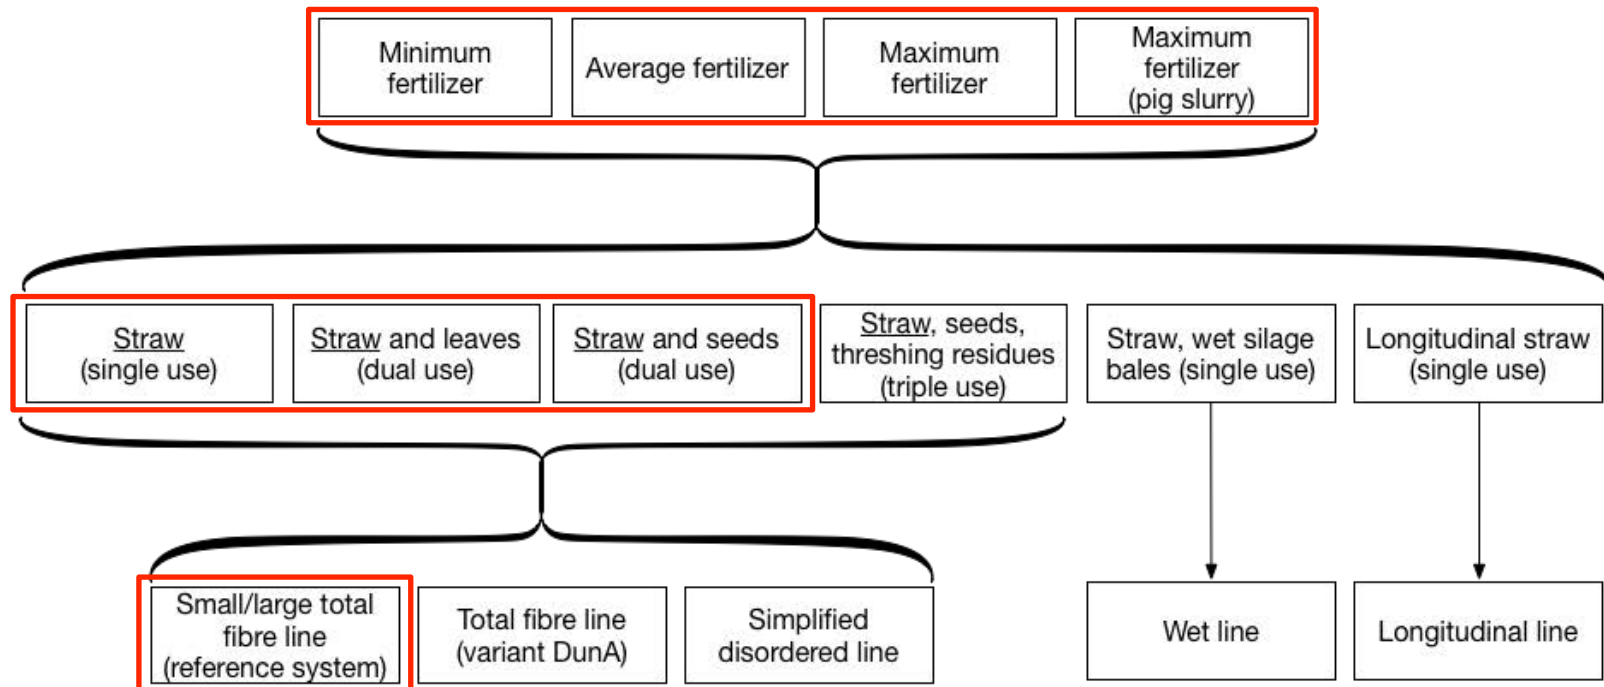 Minimum
fertilizer
Average fertilizer
Maximum
fertilizer
Maximum
fertilizer
(pig slurry)
Straw
(single use)
Straw and leaves
(dual use)
Straw and seeds
(dual use)
Straw, seeds,
threshing residues
(triple use)
Straw, wet silage
bales (single use)
Longitudinal straw
(single use)
Small/large total
fibre line
(reference system)
Total fibre line
(variant DunA)
Simplified
disordered line
Wet line
Longitudinal line